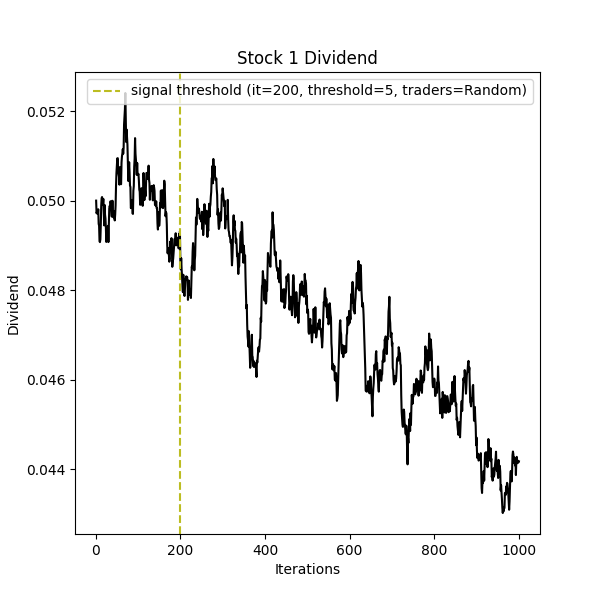 Stock 1 Dividend
signal threshold (it=200, threshold=5, traders=Random)
0.052
0.050
0.048
0.046
0.044
Dividend
0 200 400 600 800 1000
Iterations